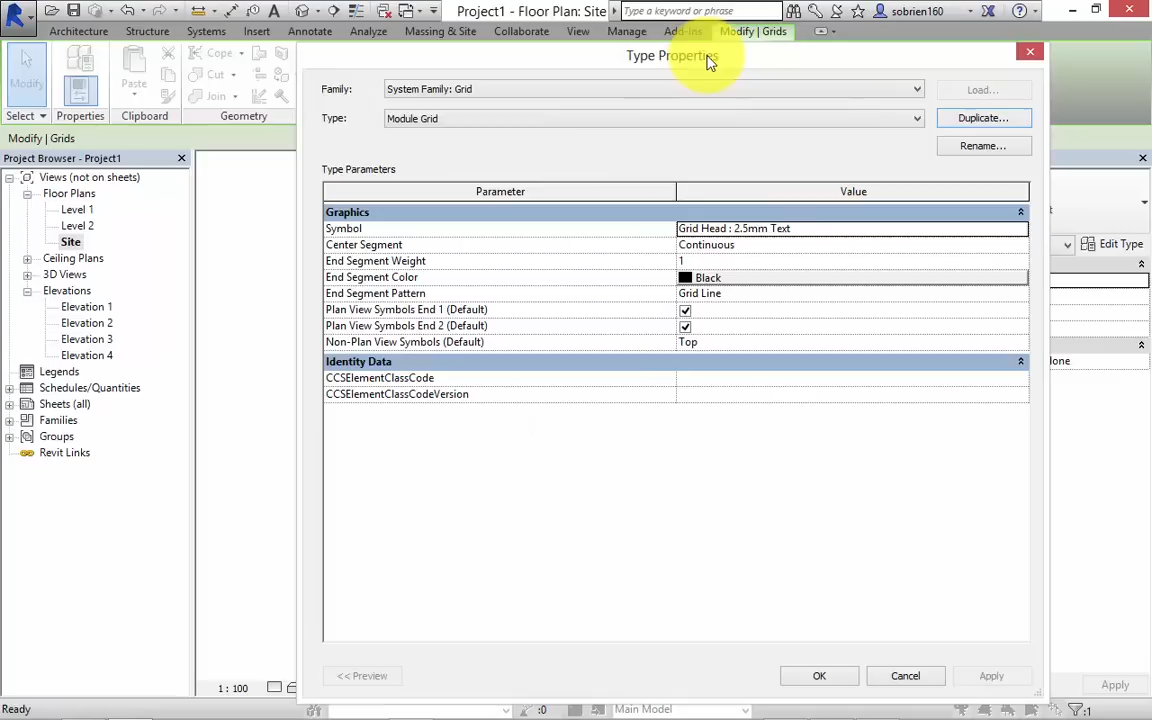 Project1 - Floor Plan: Site
Type a keyword or phrase
sobrien160
Architecture Structure Systems Insert Annotate Analyze Massing & Site Collaborate View Manage Add-Ins Modify | Grids
Modify
Cope
Cut
Join
Paste
Select Properties Clipboard Geometry
Modify | Grids
Project Browser - Project1
Views (not on sheets)
Floor Plans
Level 1
Level 2
Site
Ceiling Plans
3D Views
Elevations
Elevation 1
Elevation 2
Elevation 3
Elevation 4
Legends
Schedules/Quantities
Sheets (all)
Families
Groups
Revit Links
Type Properties
Family: System Family: Grid Load...
Type: Module Grid Duplicate...
Rename...
Type Parameters
Parameter Value
Graphics
Symbol Grid Head : 2.5mm Text
Center Segment Continuous
End Segment Weight 1
End Segment Color Black
End Segment Pattern Grid Line
Plan View Symbols End 1 (Default)
Plan View Symbols End 2 (Default)
Non-Plan View Symbols (Default) Top
Identity Data
CCSElementClassCode
CCSElementClassCodeVersion
<< Preview OK Cancel Apply
Edit Type
Apply
1 : 100
Ready
:0
Main Model
:1